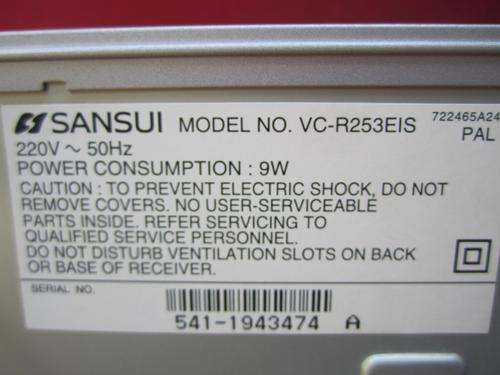 SANSUI MODEL NO. VC-R253EIS 722465A24
220V ~ 50Hz PAL
POWER CONSUMPTION : 9W
CAUTION : TO PREVENT ELECTRIC SHOCK, DO NOT
REMOVE COVERS. NO USER-SERVICEABLE
PARTS INSIDE. REFER SERVICING TO
QUALIFIED SERVICE PERSONNEL.
DO NOT DISTURB VENTILATION SLOTS ON BACK
OR BASE OF RECEIVER.
SERIAL NO.
541-1943474 A